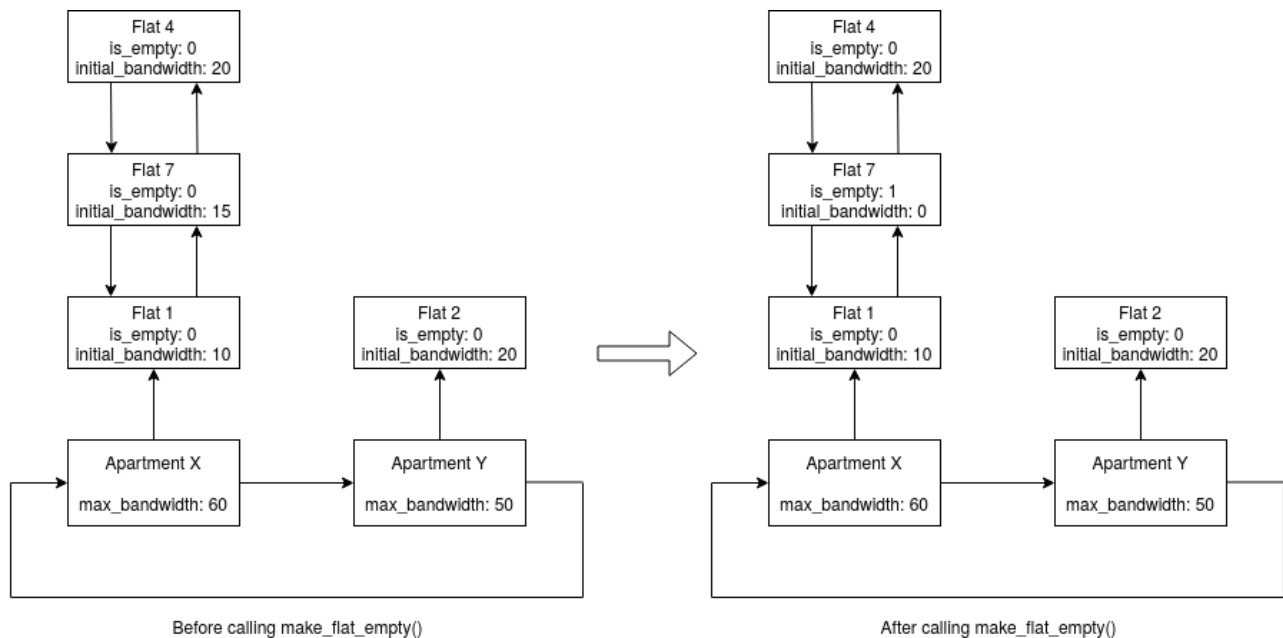 Flat 4
is_empty: 0
initial_bandwidth: 20
Flat 7
is_empty: 0
initial_bandwidth: 15
Flat 1
is_empty: 0
initial_bandwidth: 10
Flat 2
is_empty: 0
initial_bandwidth: 20
Apartment X
max_bandwidth: 60
Apartment Y
max_bandwidth: 50
Before calling make_flat_empty()
Flat 4
is_empty: 0
initial_bandwidth: 20
Flat 7
is_empty: 1
initial_bandwidth: 0
Flat 1
is_empty: 0
initial_bandwidth: 10
Flat 2
is_empty: 0
initial_bandwidth: 20
Apartment X
max_bandwidth: 60
Apartment Y
max_bandwidth: 50
After calling make_flat_empty()